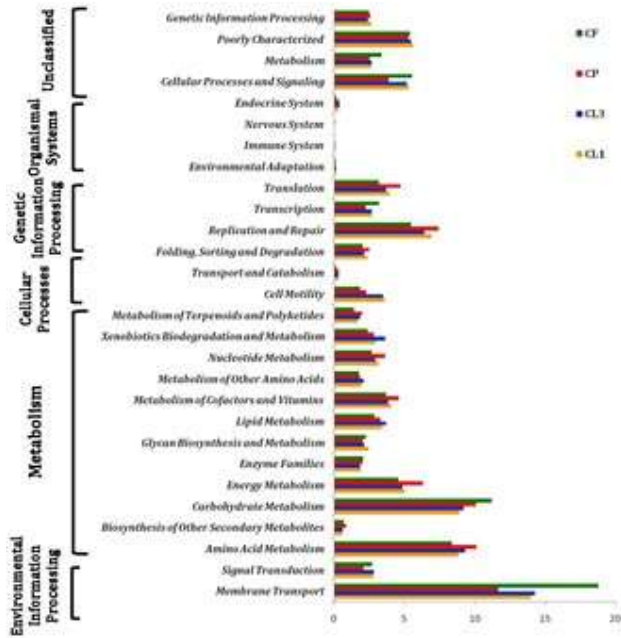 Unclassified
Genetic Information Processing
Poorly Characterized
Metabolism
Cellular Processes and Signaling
Organismal
Systems
Endocrine System
Nervous System
Immune System
Environmental Adaptation
Genetic
Information
Processing
Translation
Transcription
Replication and Repair
Folding, Sorting and Degradation
Cellular
Processes
Transport and Catabolism
Cell Motility
Metabolism
Metabolism of Terpenoids and Polyketides
Xenobiotics Biodegradation and Metabolism
Nucleotide Metabolism
Metabolism of Other Amino Acids
Metabolism of Cofactors and Vitamins
Lipid Metabolism
Glycan Biosynthesis and Metabolism
Enzyme Families
Energy Metabolism
Carbohydrate Metabolism
Biosynthesis of Other Secondary Metabolites
Amino Acid Metabolism
Environmental
Information
Processing
Signal Transduction
Membrane Transport
0 5 10 15 20
CF
CP
CL3
CL1